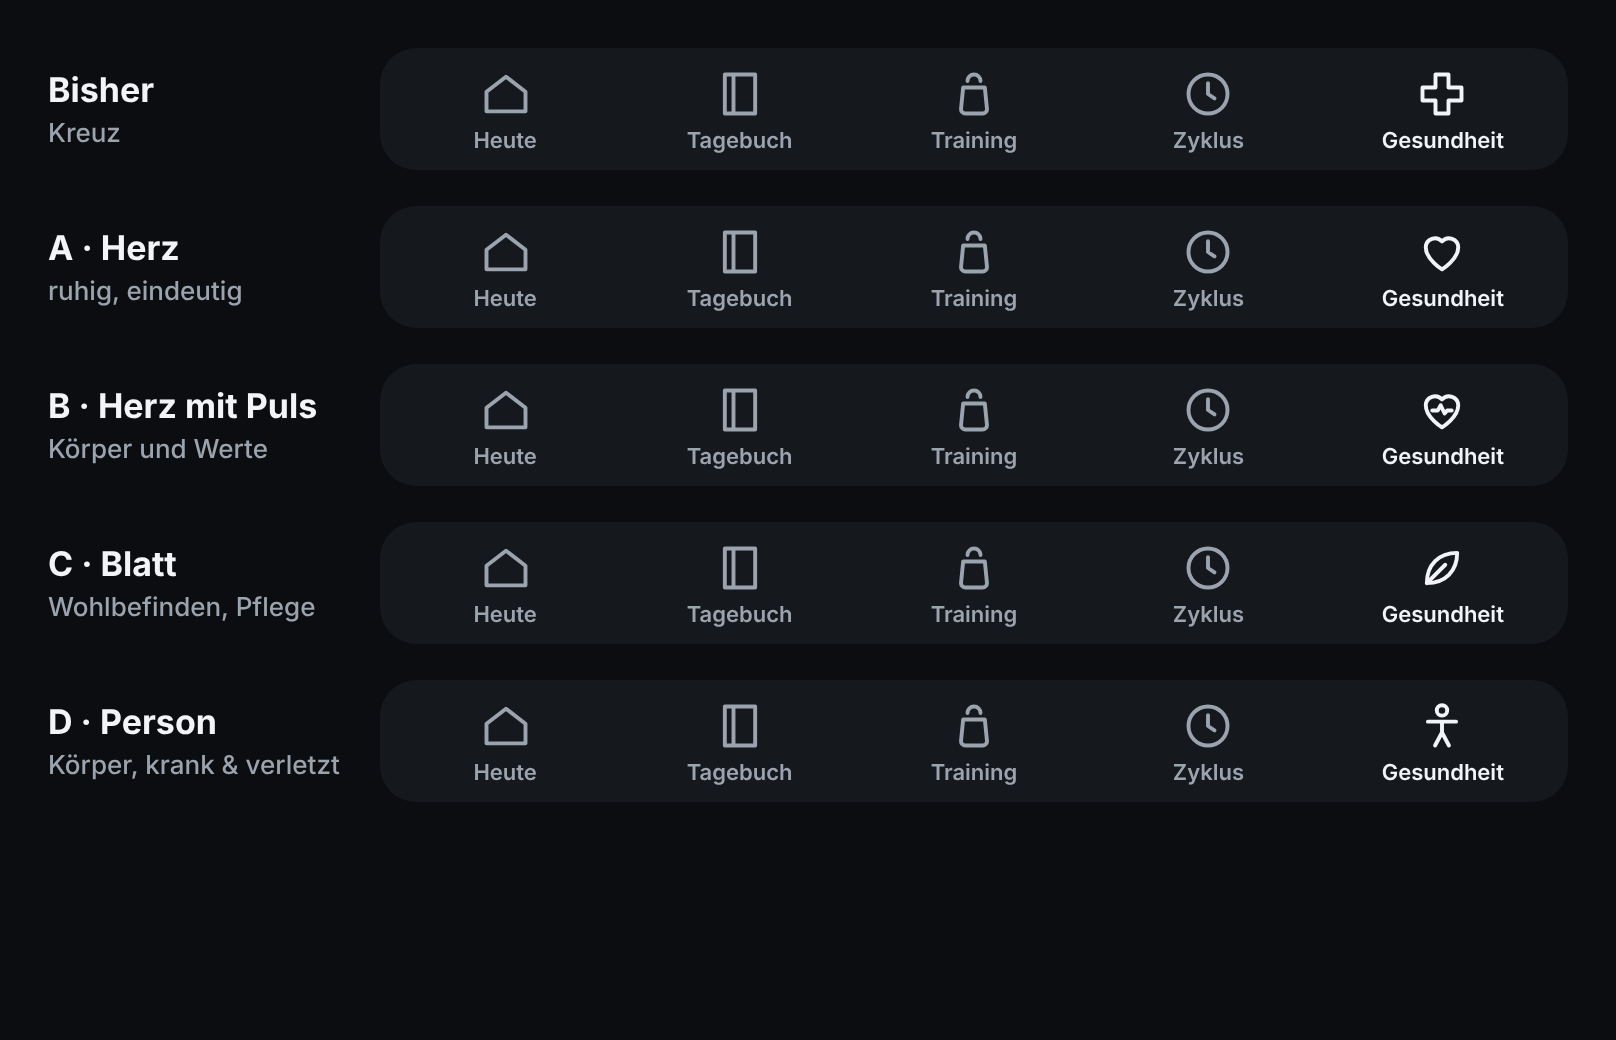 Bisher
Kreuz
Heute Tagebuch Training Zyklus Gesundheit
A · Herz
ruhig, eindeutig
Heute Tagebuch Training Zyklus Gesundheit
B · Herz mit Puls
Körper und Werte
Heute Tagebuch Training Zyklus Gesundheit
C · Blatt
Wohlbefinden, Pflege
Heute Tagebuch Training Zyklus Gesundheit
D · Person
Körper, krank & verletzt
Heute Tagebuch Training Zyklus Gesundheit